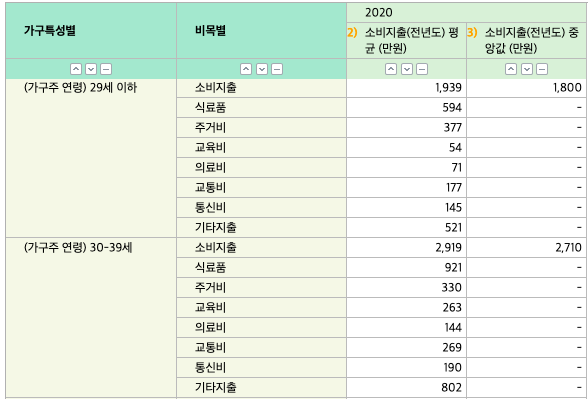 가구특성별 비목별 2020
2) 소비지출(전년도) 평균 (만원) 3) 소비지출(전년도) 중앙값 (만원)
(가구주 연령) 29세 이하 소비지출 1,939 1,800
식료품 594 -
주거비 377 -
교육비 54 -
의료비 71 -
교통비 177 -
통신비 145 -
기타지출 521 -
(가구주 연령) 30-39세 소비지출 2,919 2,710
식료품 921 -
주거비 330 -
교육비 263 -
의료비 144 -
교통비 269 -
통신비 190 -
기타지출 802 -